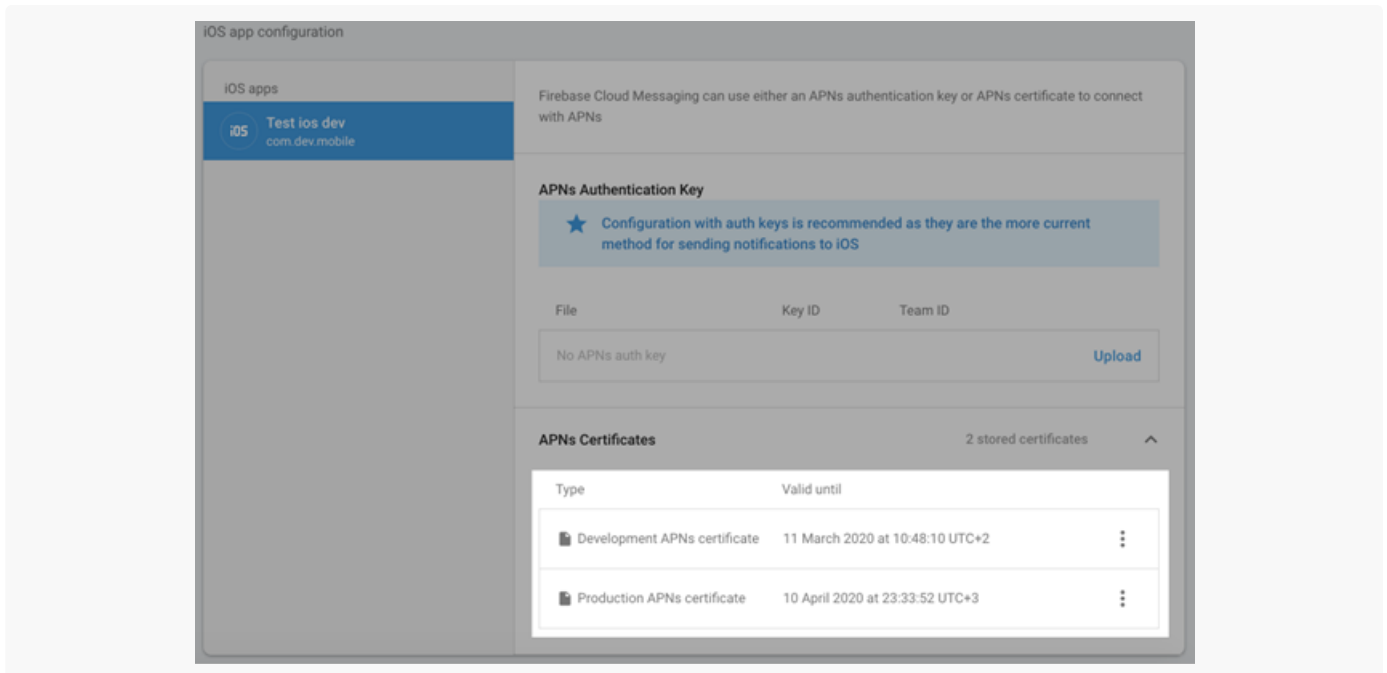 iOS app configuration
iOS apps
iOS
Test ios dev
com.dev.mobile
Firebase Cloud Messaging can use either an APNs authentication key or APNs certificate to connect
with APNs
APNs Authentication Key
Configuration with auth keys is recommended as they are the more current
method for sending notifications to iOS
File Key ID Team ID
No APNs auth key Upload
APNs Certificates 2 stored certificates
Type Valid until
Development APNs certificate 11 March 2020 at 10:48:10 UTC+2
Production APNs certificate 10 April 2020 at 23:33:52 UTC+3